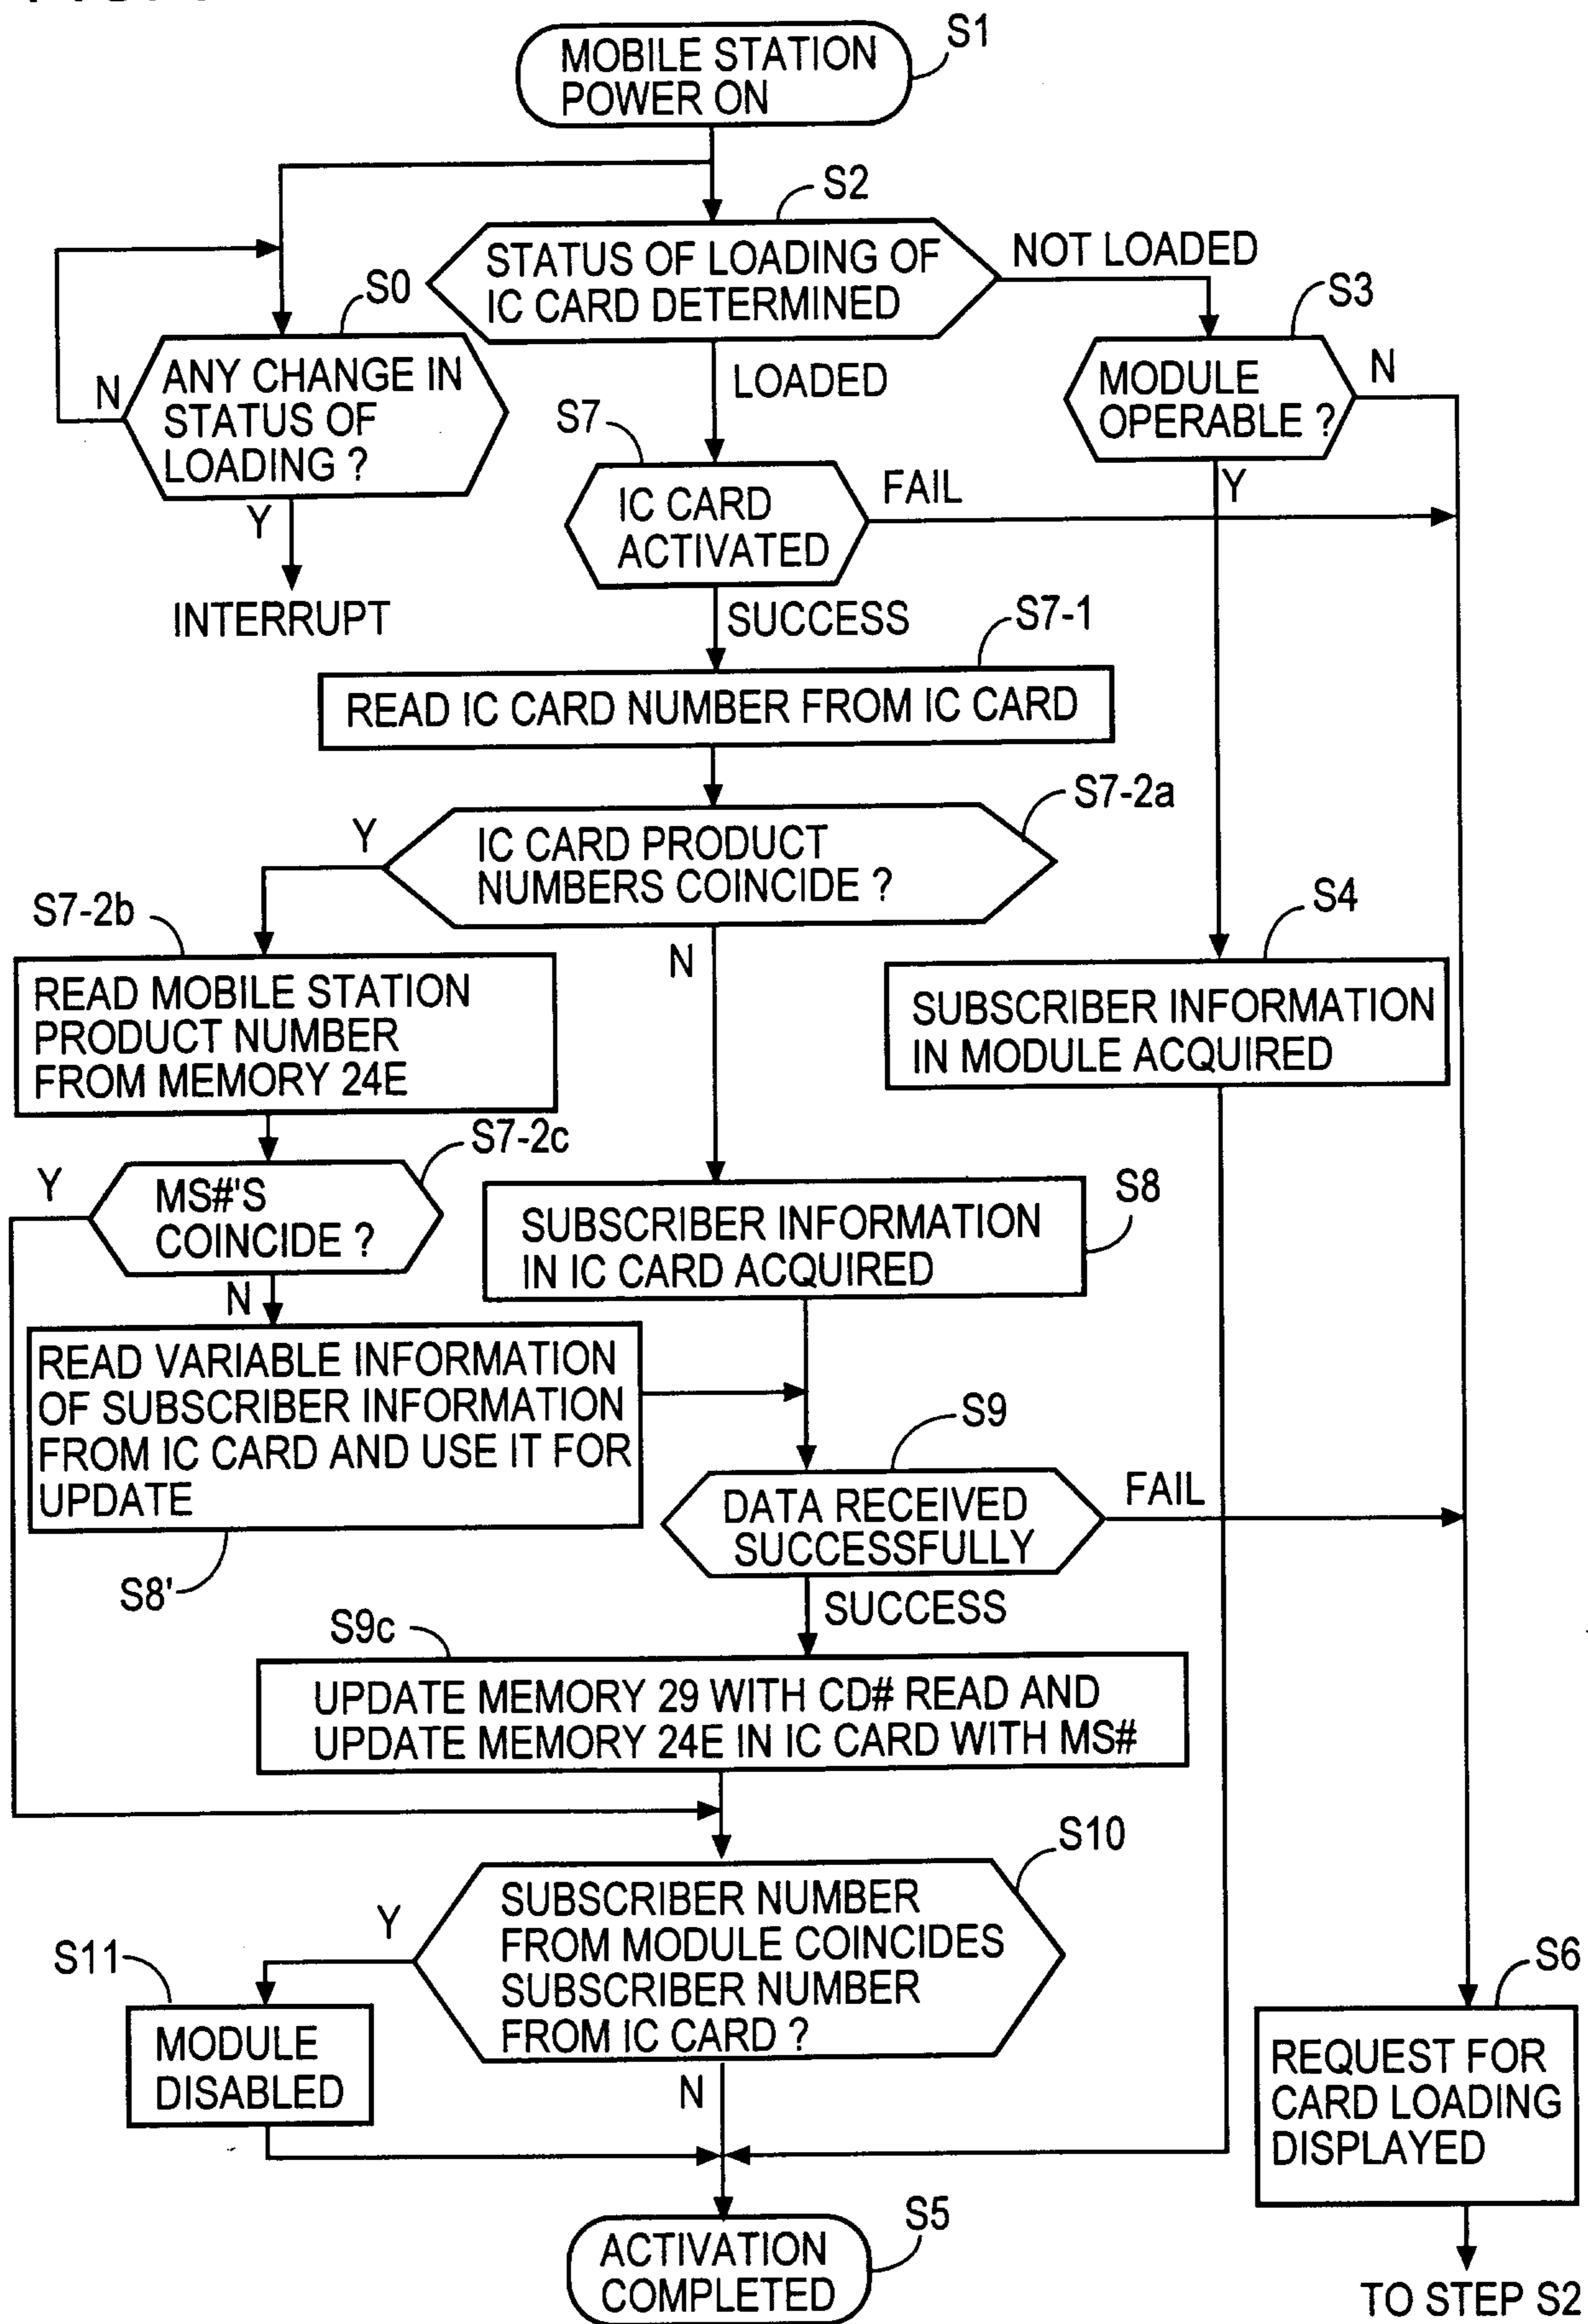 MOBILE STATION
POWER ON
S1
S2
STATUS OF LOADING OF
IC CARD DETERMINED
NOT LOADED
LOADED
S0
ANY CHANGE IN
STATUS OF
LOADING ?
N
Y
INTERRUPT
S3
MODULE
OPERABLE ?
N
Y
S7
IC CARD
ACTIVATED
FAIL
SUCCESS
S7-1
READ IC CARD NUMBER FROM IC CARD
S7-2a
IC CARD PRODUCT
NUMBERS COINCIDE ?
Y
N
S7-2b
READ MOBILE STATION
PRODUCT NUMBER
FROM MEMORY 24E
S4
SUBSCRIBER INFORMATION
IN MODULE ACQUIRED
S7-2c
MS#'S
COINCIDE ?
Y
N
S8
SUBSCRIBER INFORMATION
IN IC CARD ACQUIRED
READ VARIABLE INFORMATION
OF SUBSCRIBER INFORMATION
FROM IC CARD AND USE IT FOR
UPDATE
S8'
S9
DATA RECEIVED
SUCCESSFULLY
FAIL
SUCCESS
S9c
UPDATE MEMORY 29 WITH CD# READ AND
UPDATE MEMORY 24E IN IC CARD WITH MS#
S10
SUBSCRIBER NUMBER
FROM MODULE COINCIDES
SUBSCRIBER NUMBER
FROM IC CARD ?
Y
N
S11
MODULE
DISABLED
S6
REQUEST FOR
CARD LOADING
DISPLAYED
TO STEP S2
S5
ACTIVATION
COMPLETED